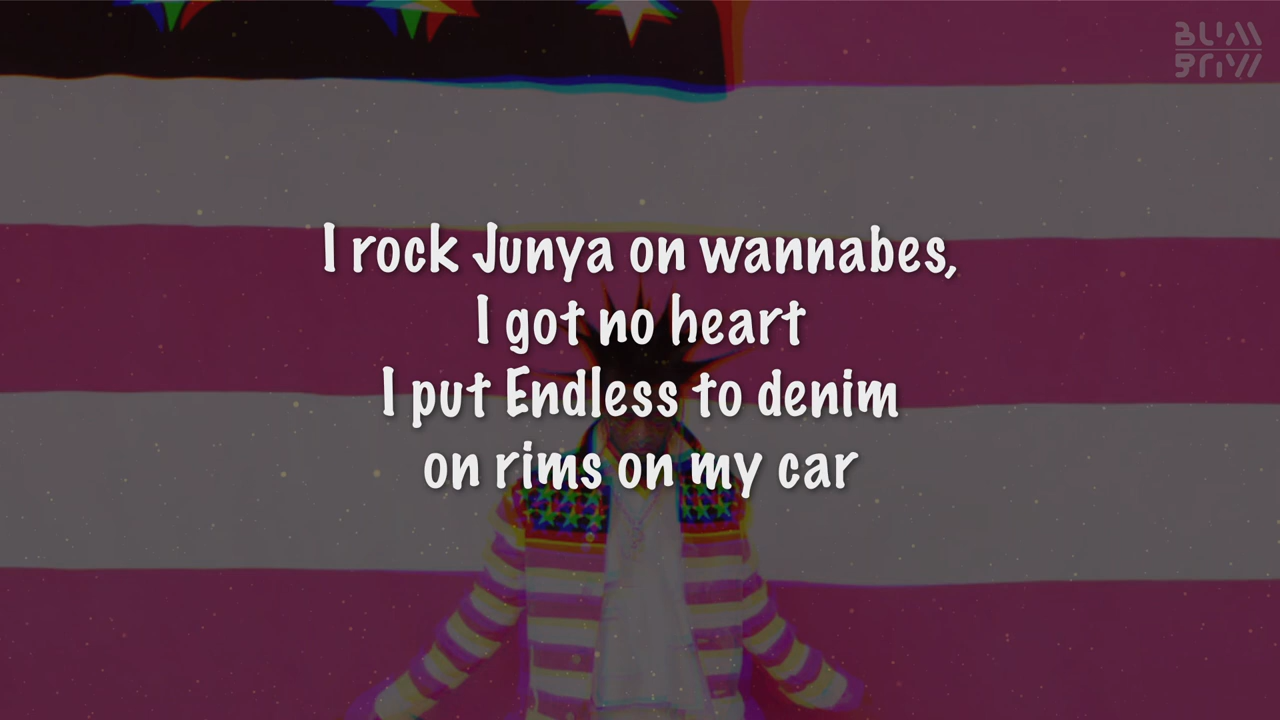 I rock Junya on wannabes,
I got no heart
I put Endless to denim
on rims on my car